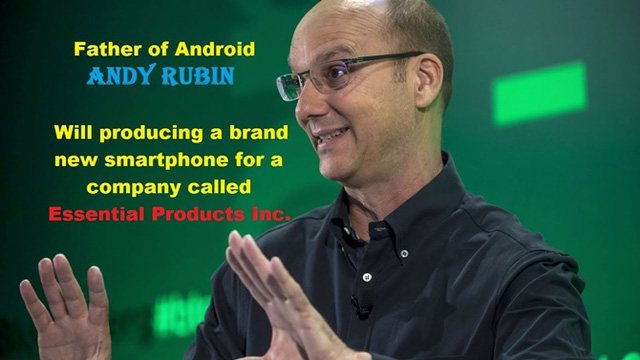 Father of Android
ANDY RUBIN
Will producing a brand
new smartphone for a
company called
Essential Products Inc.